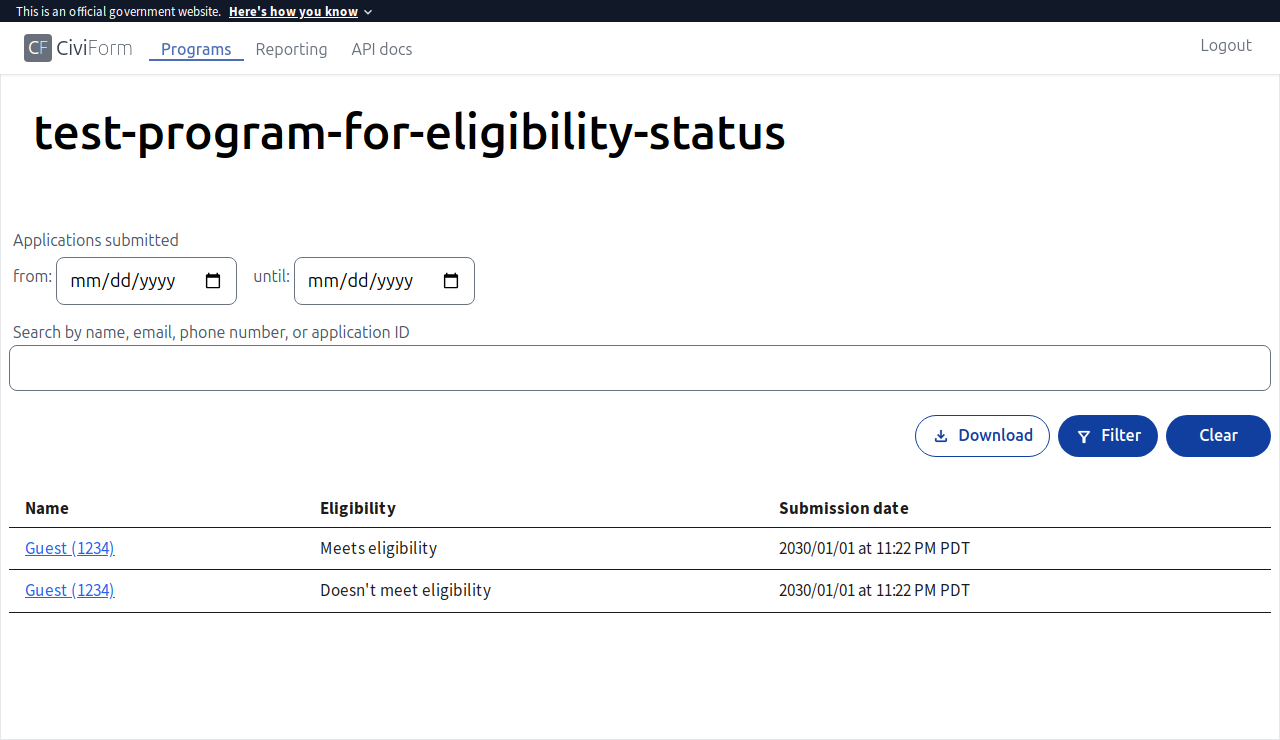 This is an official government website. Here's how you know
CF CiviForm Programs Reporting API docs Logout
test-program-for-eligibility-status
Applications submitted
from: mm/dd/yyyy until: mm/dd/yyyy
Search by name, email, phone number, or application ID
Download Filter Clear
Name Eligibility Submission date
Guest (1234) Meets eligibility 2030/01/01 at 11:22 PM PDT
Guest (1234) Doesn't meet eligibility 2030/01/01 at 11:22 PM PDT